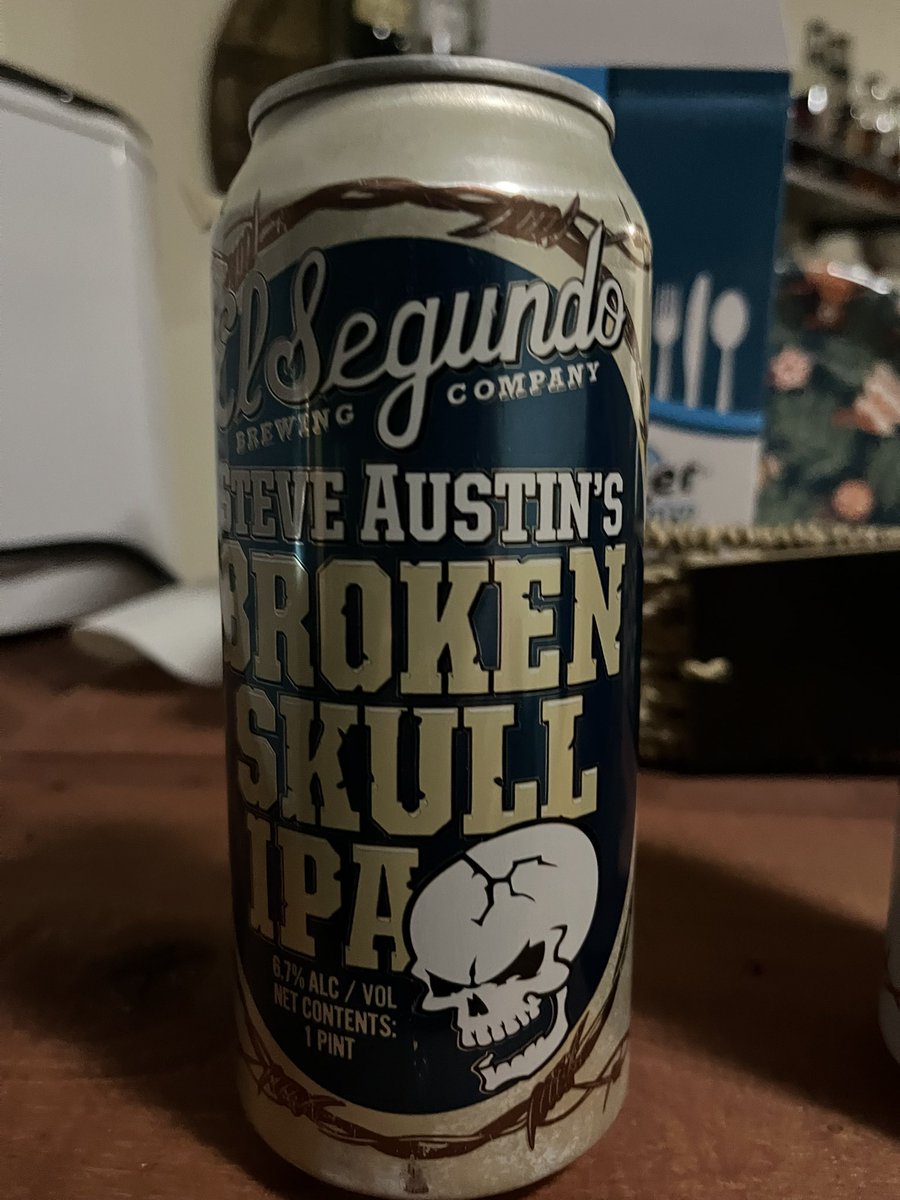 El Segundo
BREWING COMPANY
STEVE AUSTIN'S
BROKEN
SKULL
IPA
6.7% ALC / VOL
NET CONTENTS:
1 PINT